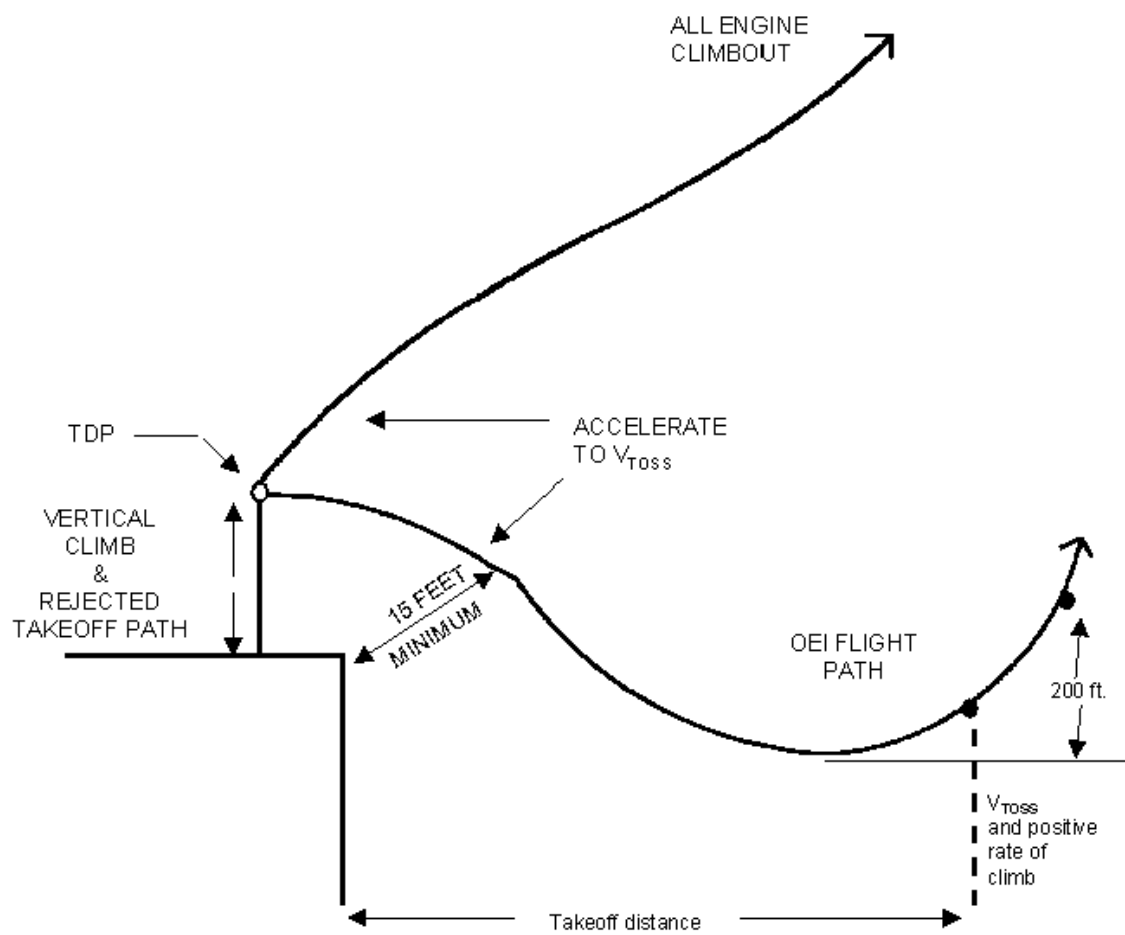 ALL ENGINE
CLIMBOUT
TDP
ACCELERATE
TO VTOSS
VERTICAL
CLIMB
&
REJECTED
TAKEOFF PATH
15 FEET
MINIMUM
OEI FLIGHT
PATH
200 ft.
VTOSS
and positive
rate of
climb
Takeoff distance